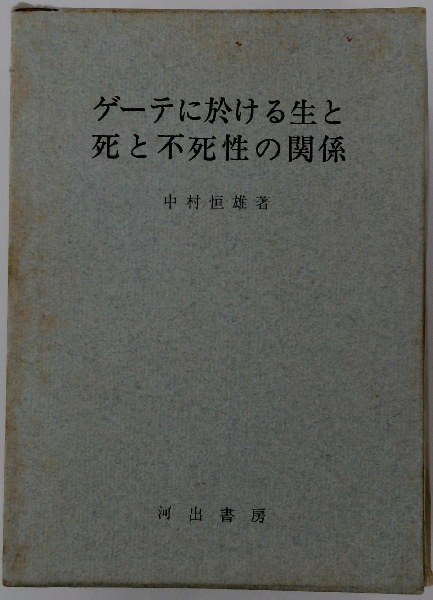 ゲーテに於ける生と
死と不死性の関係
中村恒雄著
河出書房